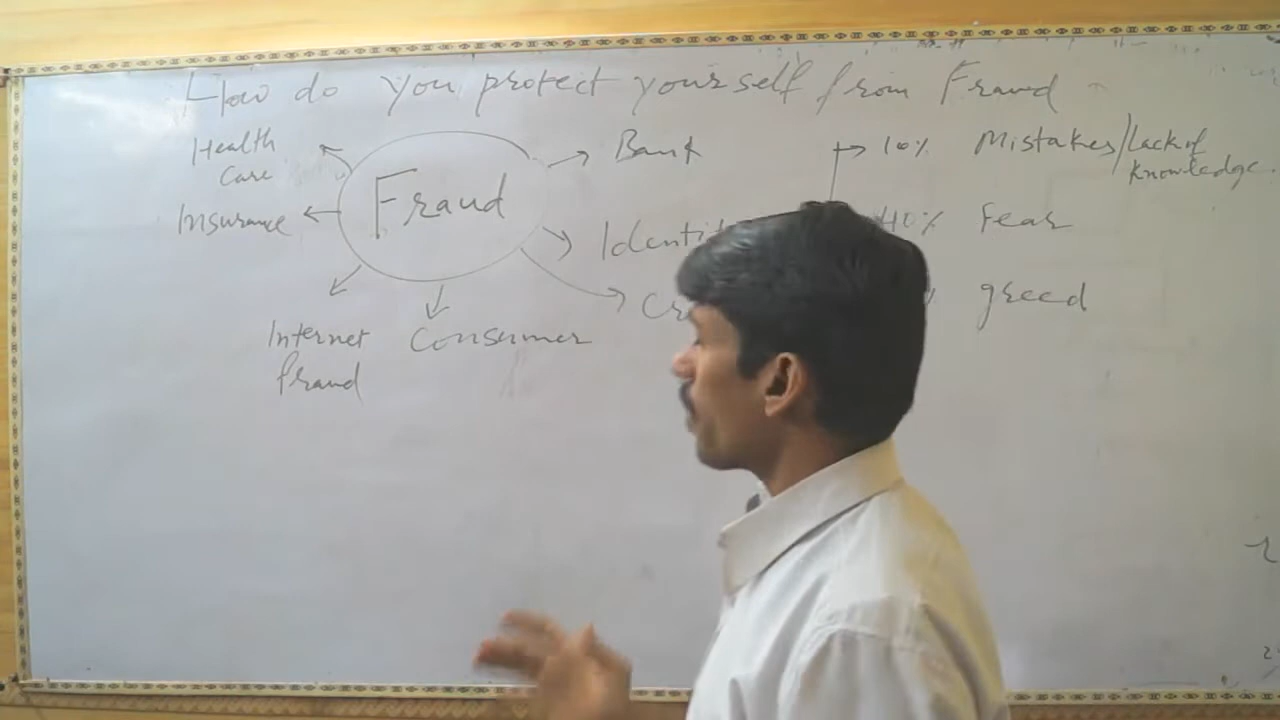 How do you protect yourself from Fraud
Health
Care
Insurance
Fraud
Bank
Internet
fraud
Consumer
10% Mistakes/Lack of
knowledge.
40% Fear
greed